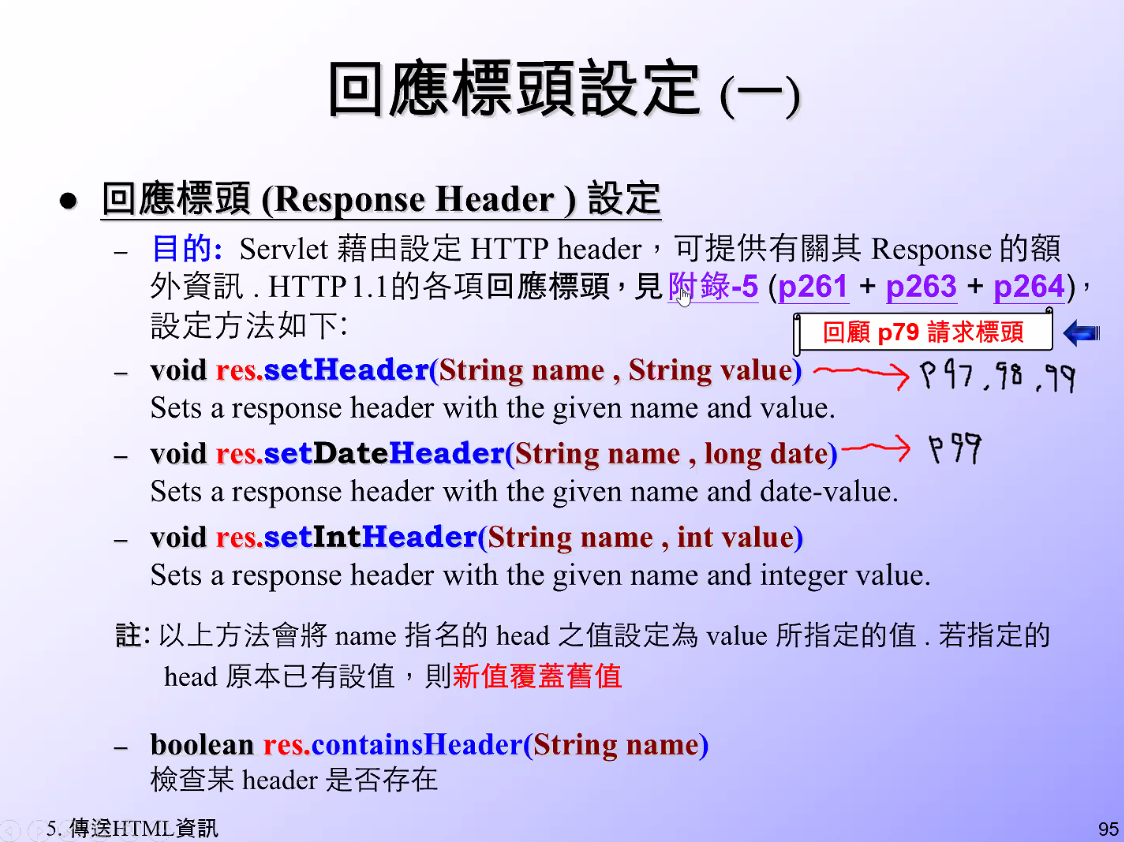 回應標頭設定 (一)
● 回應標頭 (Response Header ) 設定
– 目的: Servlet 藉由設定 HTTP header，可提供有關其 Response 的額
外資訊 . HTTP 1.1的各項回應標頭，見附錄-5 (p261 + p263 + p264)，
設定方法如下：
回顧 p79 請求標頭
– void res.setHeader(String name , String value) p97 , 98 , 99
Sets a response header with the given name and value.
– void res.setDateHeader(String name , long date) p99
Sets a response header with the given name and date-value.
– void res.setIntHeader(String name , int value)
Sets a response header with the given name and integer value.
註：以上方法會將 name 指名的 head 之值設定為 value 所指定的值 . 若指定的
head 原本已有設值，則新值覆蓋舊值
– boolean res.containsHeader(String name)
檢查某 header 是否存在
5. 傳送HTML資訊
95